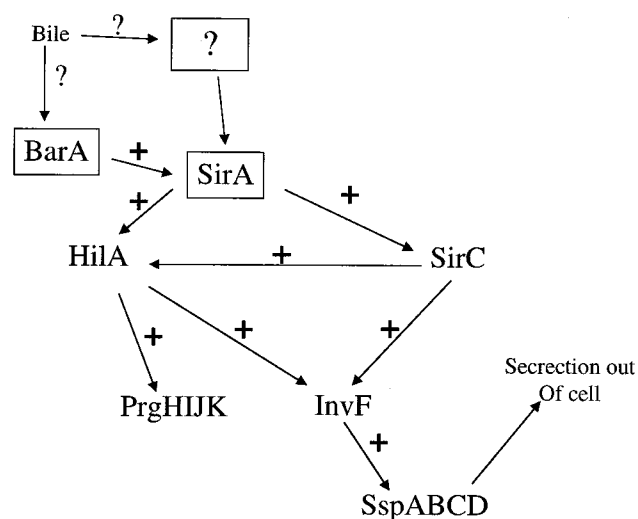 Bile
?
?
?
BarA
+
SirA
+
+
HilA
+
SirC
+
+
+
PrgHIJK
InvF
Secrection out
Of cell
+
SspABCD